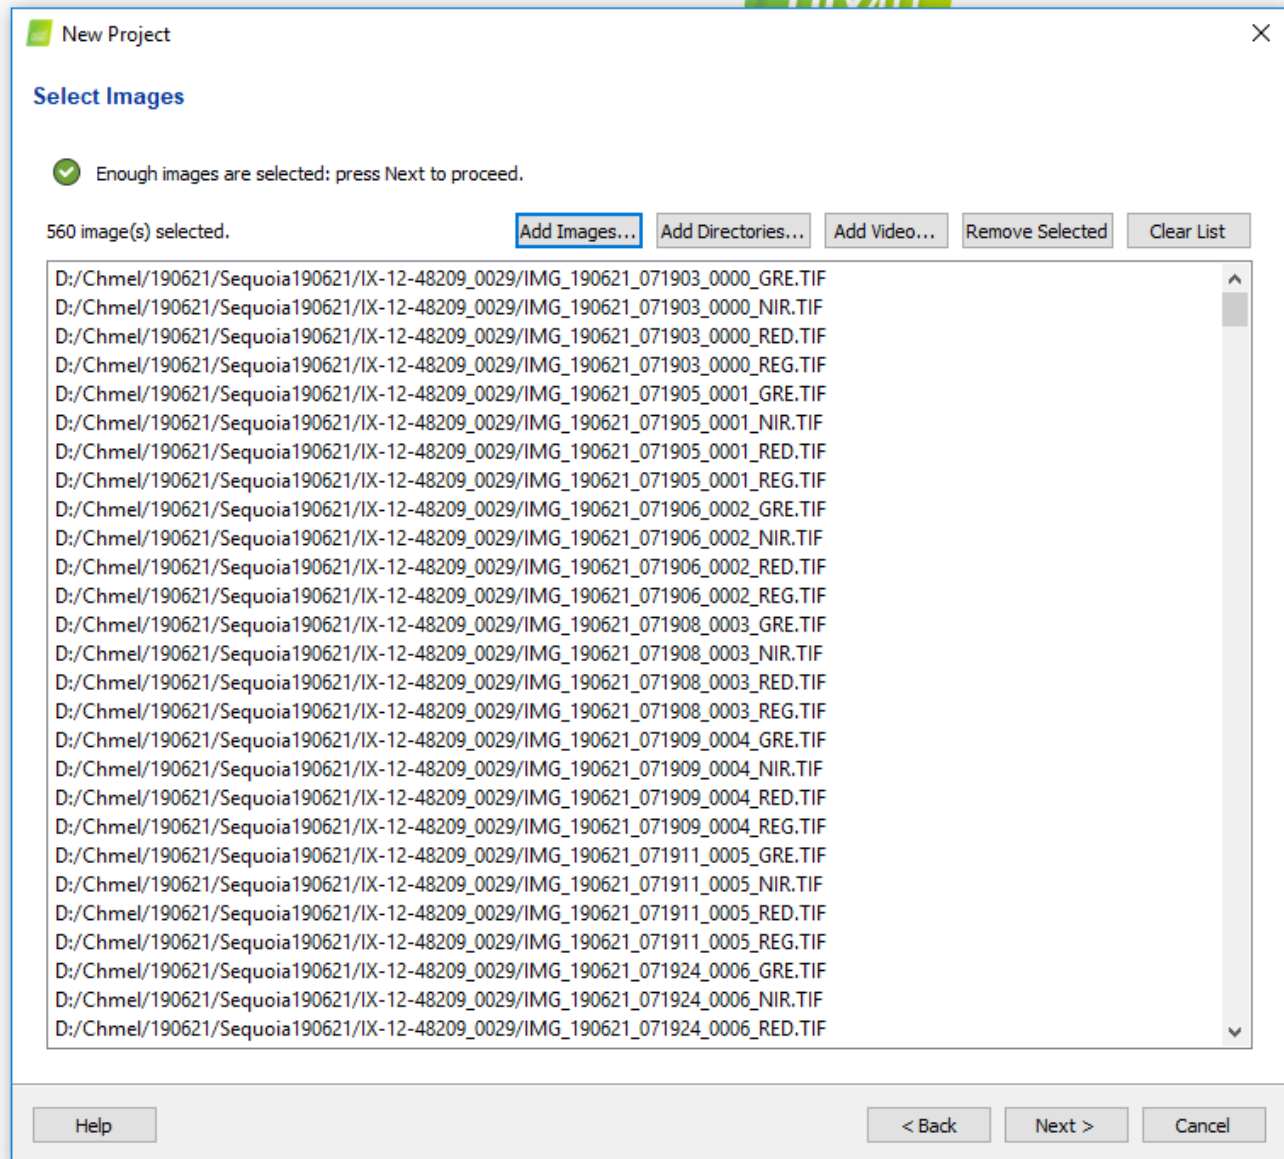 New Project
Select Images
Enough images are selected: press Next to proceed.
560 image(s) selected.
Add Images...
Add Directories...
Add Video...
Remove Selected
Clear List
D:/Chmel/190621/Sequoia190621/IX-12-48209_0029/IMG_190621_071903_0000_GRE.TIF
D:/Chmel/190621/Sequoia190621/IX-12-48209_0029/IMG_190621_071903_0000_NIR.TIF
D:/Chmel/190621/Sequoia190621/IX-12-48209_0029/IMG_190621_071903_0000_RED.TIF
D:/Chmel/190621/Sequoia190621/IX-12-48209_0029/IMG_190621_071903_0000_REG.TIF
D:/Chmel/190621/Sequoia190621/IX-12-48209_0029/IMG_190621_071905_0001_GRE.TIF
D:/Chmel/190621/Sequoia190621/IX-12-48209_0029/IMG_190621_071905_0001_NIR.TIF
D:/Chmel/190621/Sequoia190621/IX-12-48209_0029/IMG_190621_071905_0001_RED.TIF
D:/Chmel/190621/Sequoia190621/IX-12-48209_0029/IMG_190621_071905_0001_REG.TIF
D:/Chmel/190621/Sequoia190621/IX-12-48209_0029/IMG_190621_071906_0002_GRE.TIF
D:/Chmel/190621/Sequoia190621/IX-12-48209_0029/IMG_190621_071906_0002_NIR.TIF
D:/Chmel/190621/Sequoia190621/IX-12-48209_0029/IMG_190621_071906_0002_RED.TIF
D:/Chmel/190621/Sequoia190621/IX-12-48209_0029/IMG_190621_071906_0002_REG.TIF
D:/Chmel/190621/Sequoia190621/IX-12-48209_0029/IMG_190621_071908_0003_GRE.TIF
D:/Chmel/190621/Sequoia190621/IX-12-48209_0029/IMG_190621_071908_0003_NIR.TIF
D:/Chmel/190621/Sequoia190621/IX-12-48209_0029/IMG_190621_071908_0003_RED.TIF
D:/Chmel/190621/Sequoia190621/IX-12-48209_0029/IMG_190621_071908_0003_REG.TIF
D:/Chmel/190621/Sequoia190621/IX-12-48209_0029/IMG_190621_071909_0004_GRE.TIF
D:/Chmel/190621/Sequoia190621/IX-12-48209_0029/IMG_190621_071909_0004_NIR.TIF
D:/Chmel/190621/Sequoia190621/IX-12-48209_0029/IMG_190621_071909_0004_RED.TIF
D:/Chmel/190621/Sequoia190621/IX-12-48209_0029/IMG_190621_071909_0004_REG.TIF
D:/Chmel/190621/Sequoia190621/IX-12-48209_0029/IMG_190621_071911_0005_GRE.TIF
D:/Chmel/190621/Sequoia190621/IX-12-48209_0029/IMG_190621_071911_0005_NIR.TIF
D:/Chmel/190621/Sequoia190621/IX-12-48209_0029/IMG_190621_071911_0005_RED.TIF
D:/Chmel/190621/Sequoia190621/IX-12-48209_0029/IMG_190621_071911_0005_REG.TIF
D:/Chmel/190621/Sequoia190621/IX-12-48209_0029/IMG_190621_071924_0006_GRE.TIF
D:/Chmel/190621/Sequoia190621/IX-12-48209_0029/IMG_190621_071924_0006_NIR.TIF
D:/Chmel/190621/Sequoia190621/IX-12-48209_0029/IMG_190621_071924_0006_RED.TIF
Help
< Back
Next >
Cancel